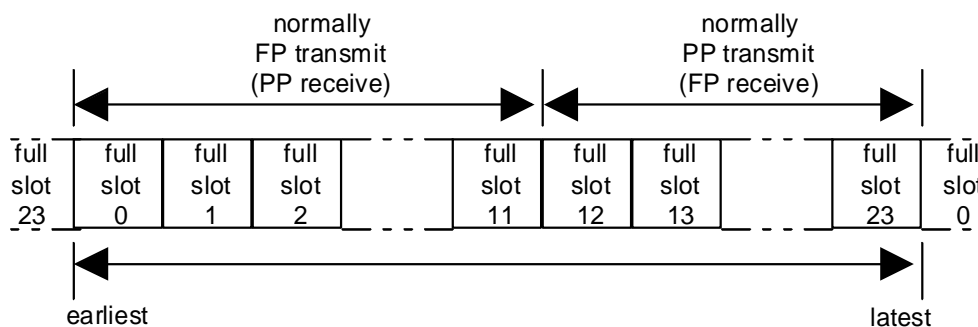 normally
FP transmit
(PP receive)
normally
PP transmit
(FP receive)
full
slot
23
full
slot
0
full
slot
1
full
slot
2
full
slot
11
full
slot
12
full
slot
13
full
slot
23
full
slot
0
earliest
latest